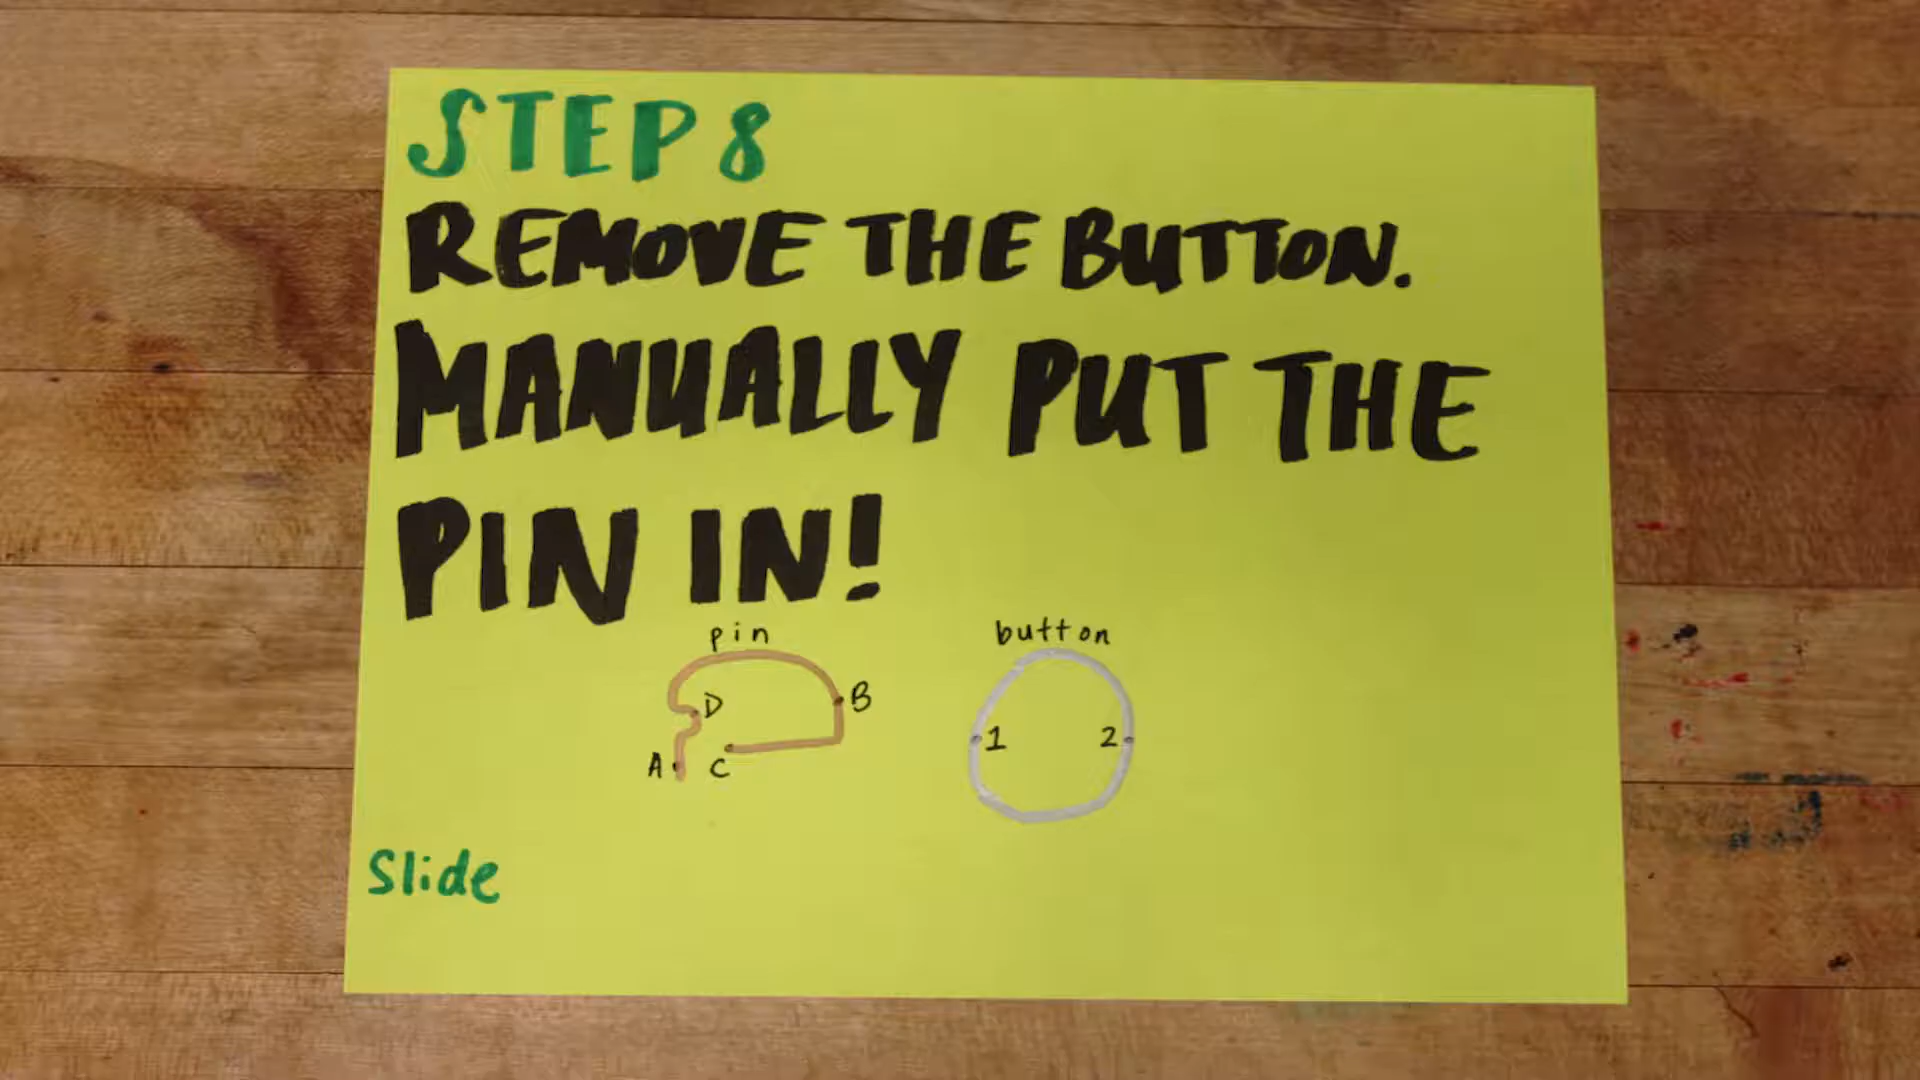 STEP 8
REMOVE THE BUTTON.
MANUALLY PUT THE
PIN IN!
pin button
D B
1 2
A C
Slide